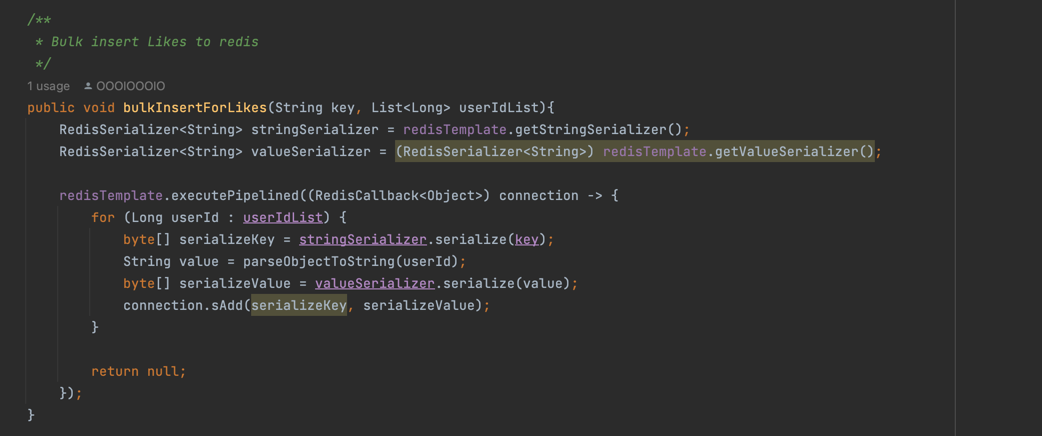 /**
 * Bulk insert Likes to redis
 */
1 usage OOOIOOOIO
public void bulkInsertForLikes(String key, List<Long> userIdList){
    RedisSerializer<String> stringSerializer = redisTemplate.getStringSerializer();
    RedisSerializer<String> valueSerializer = (RedisSerializer<String>) redisTemplate.getValueSerializer();
    redisTemplate.executePipelined((RedisCallback<Object>) connection -> {
        for (Long userId : userIdList) {
            byte[] serializeKey = stringSerializer.serialize(key);
            String value = parseObjectToString(userId);
            byte[] serializeValue = valueSerializer.serialize(value);
            connection.sAdd(serializeKey, serializeValue);
        }
        return null;
    });
}